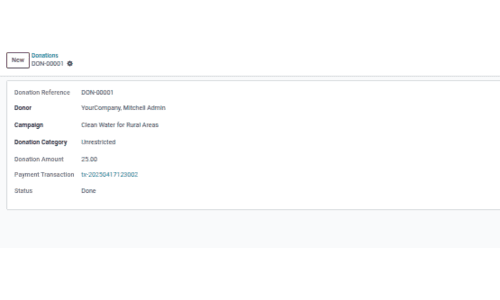 New
Donations
DON-00001
Donation Reference DON-00001
Donor YourCompany, Mitchell Admin
Campaign Clean Water for Rural Areas
Donation Category Unrestricted
Donation Amount 25.00
Payment Transaction tx-20250417123002
Status Done